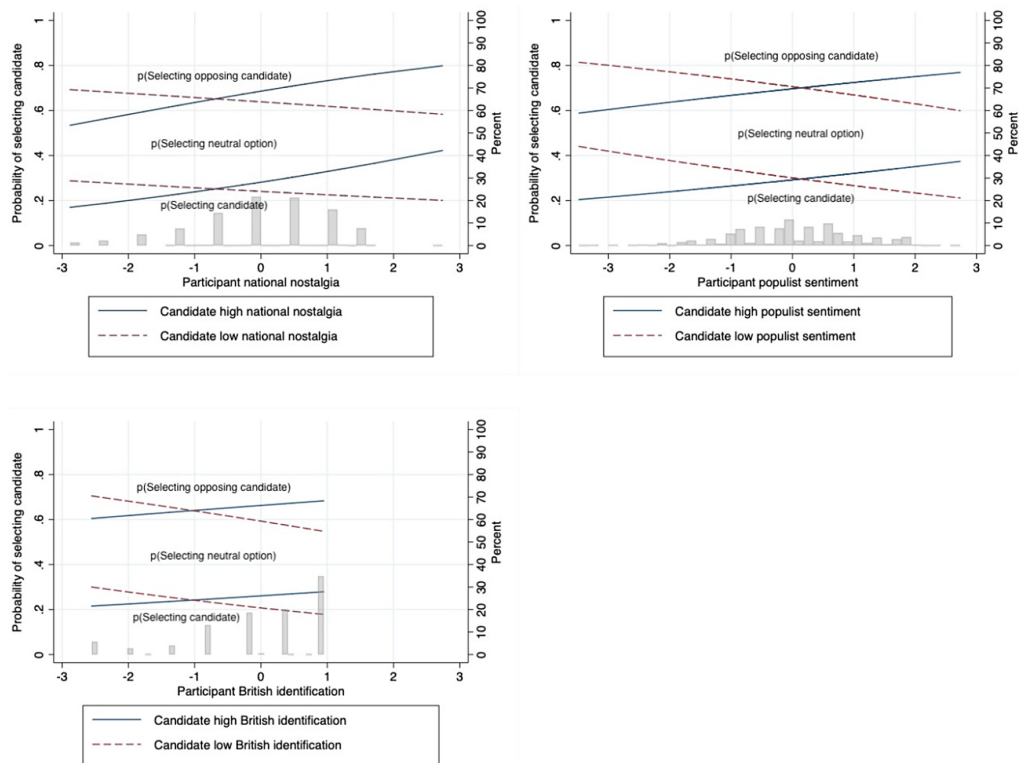 Probability of selecting candidate
1
.8
.6
.4
.2
0
p(Selecting opposing candidate)
p(Selecting neutral option)
p(Selecting candidate)
100
90
80
70
60
50
40
30
20
10
0
Percent
-3 -2 -1 0 1 2 3
Participant national nostalgia
Candidate high national nostalgia
Candidate low national nostalgia
Probability of selecting candidate
1
.8
.6
.4
.2
0
p(Selecting opposing candidate)
p(Selecting neutral option)
p(Selecting candidate)
100
90
80
70
60
50
40
30
20
10
0
Percent
-3 -2 -1 0 1 2 3
Participant populist sentiment
Candidate high populist sentiment
Candidate low populist sentiment
Probability of selecting candidate
1
.8
.6
.4
.2
0
p(Selecting opposing candidate)
p(Selecting neutral option)
p(Selecting candidate)
100
90
80
70
60
50
40
30
20
10
0
Percent
-3 -2 -1 0 1 2 3
Participant British identification
Candidate high British identification
Candidate low British identification